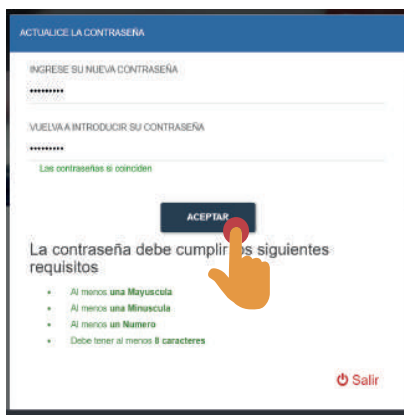 ACTUALICE LA CONTRASEÑA
INGRESE SU NUEVA CONTRASEÑA
•••••••••
VUELVA A INTRODUCIR SU CONTRASEÑA
•••••••••
Las contraseñas si coinciden
ACEPTAR
La contraseña debe cumplir los siguientes
requisitos
• Al menos una Mayuscula
• Al menos una Minuscula
• Al menos un Numero
• Debe tener al menos 8 caracteres
Salir